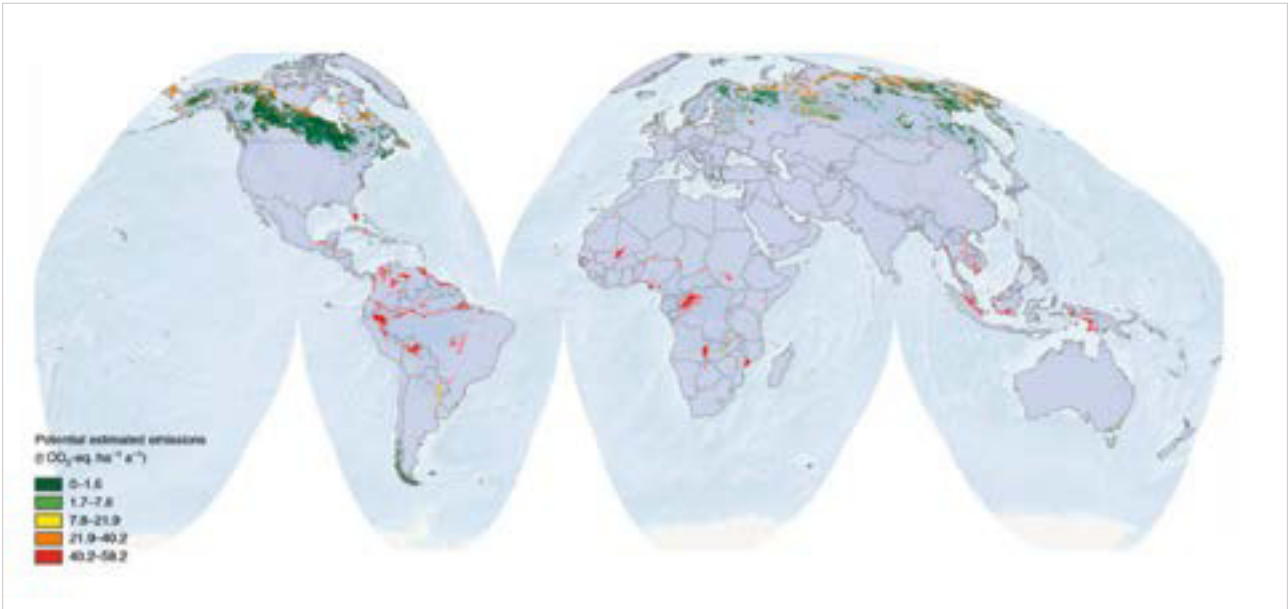 Potential estimated emissions
(t CO₂-eq. ha⁻¹ a⁻¹)
0–1.6
1.7–7.8
7.8–21.9
21.9–40.2
40.2–58.2